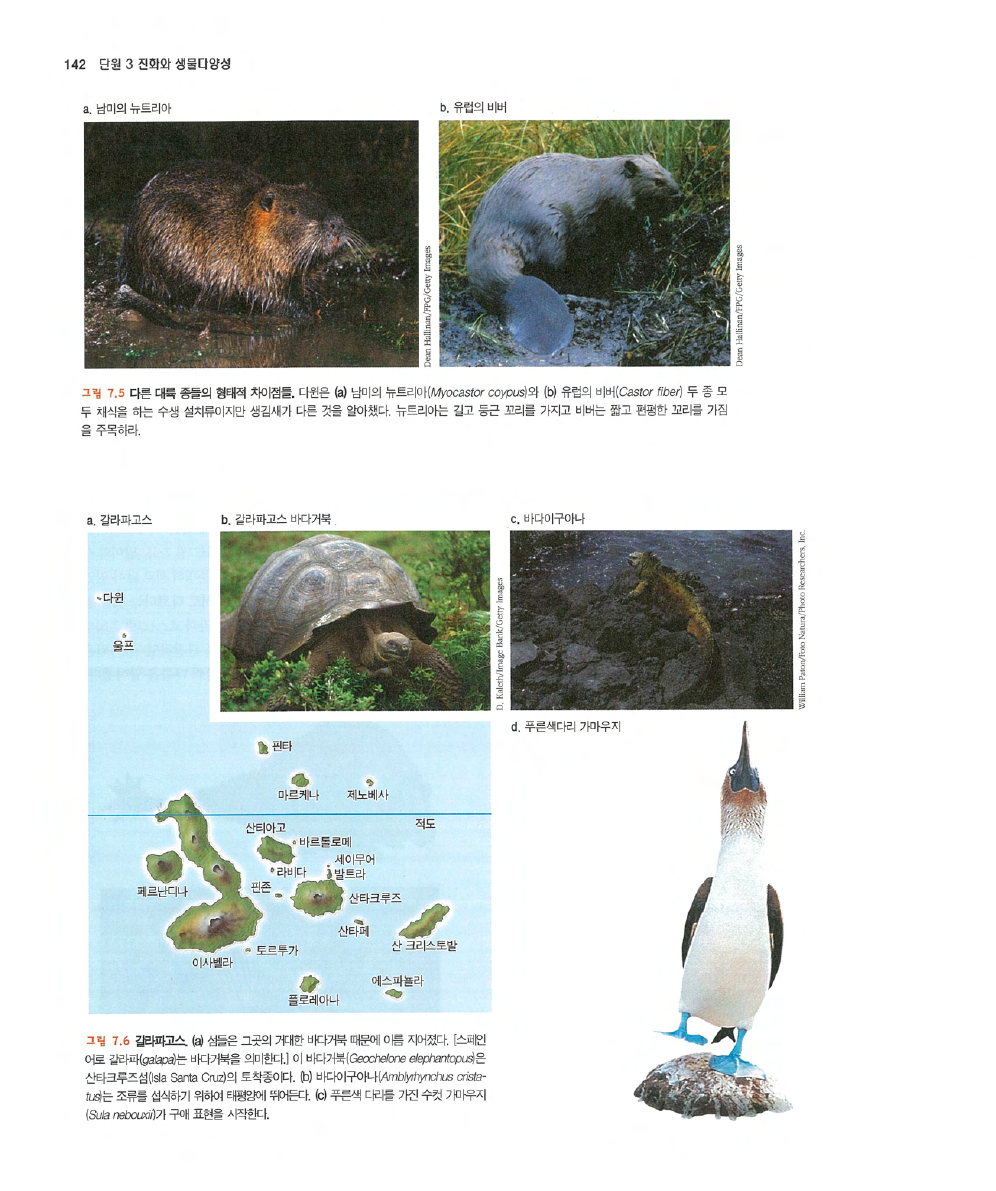 142 단원 3 진화와 생물다양성
a. 남미의 뉴트리아
b. 유럽의 비버
Dean Hallinan/FPG/Getty Images
Dean Hallinan/FPG/Getty Images
그림 7.5 다른 대륙 종들의 형태적 차이점들. 다윈은 (a) 남미의 뉴트리아(Myocastor coypus)와 (b) 유럽의 비버(Castor fiber) 두 종 모
두 채식을 하는 수생 설치류이지만 생김새가 다른 것을 알아챘다. 뉴트리아는 길고 둥근 꼬리를 가지고 비버는 짧고 편평한 꼬리를 가짐
을 주목하라.
a. 갈라파고스
b. 갈라파고스 바다거북
c. 바다이구아나
D. Kaleth/Image Bank/Getty Images
William Paton/Foto Natura/Photo Researchers, Inc.
다윈
울프
d. 푸른색다리 가마우지
핀타
마르케나
제노베사
산티아고
적도
바르톨로메
세이무어
라비다
발트라
페르난디나
핀존
산타크루즈
산타페
산 크리스토발
토르투가
이사벨라
에스파뇰라
플로레아나
그림 7.6 갈라파고스. (a) 섬들은 그곳의 거대한 바다거북 때문에 이름 지어졌다. [스페인
어로 갈라파(galapa)는 바다거북을 의미한다.] 이 바다거북(Geochelone elephantopus)은
산타크루즈섬(Isla Santa Cruz)의 토착종이다. (b) 바다이구아나(Amblyrhynchus crista-
tus)는 조류를 섭식하기 위하여 태평양에 뛰어든다. (c) 푸른색 다리를 가진 수컷 가마우지
(Sula nebouxii)가 구애 표현을 시작한다.